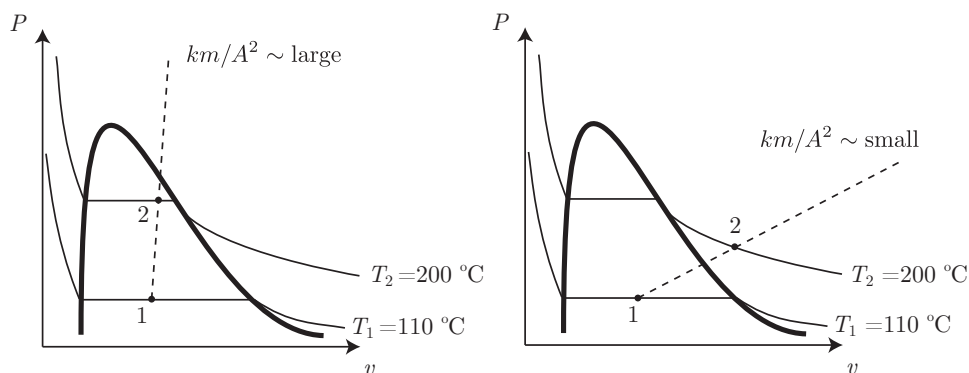 P
km/A² ∼ large
2
T₂=200 °C
1
T₁=110 °C
v
P
km/A² ∼ small
2
T₂=200 °C
1
T₁=110 °C
v